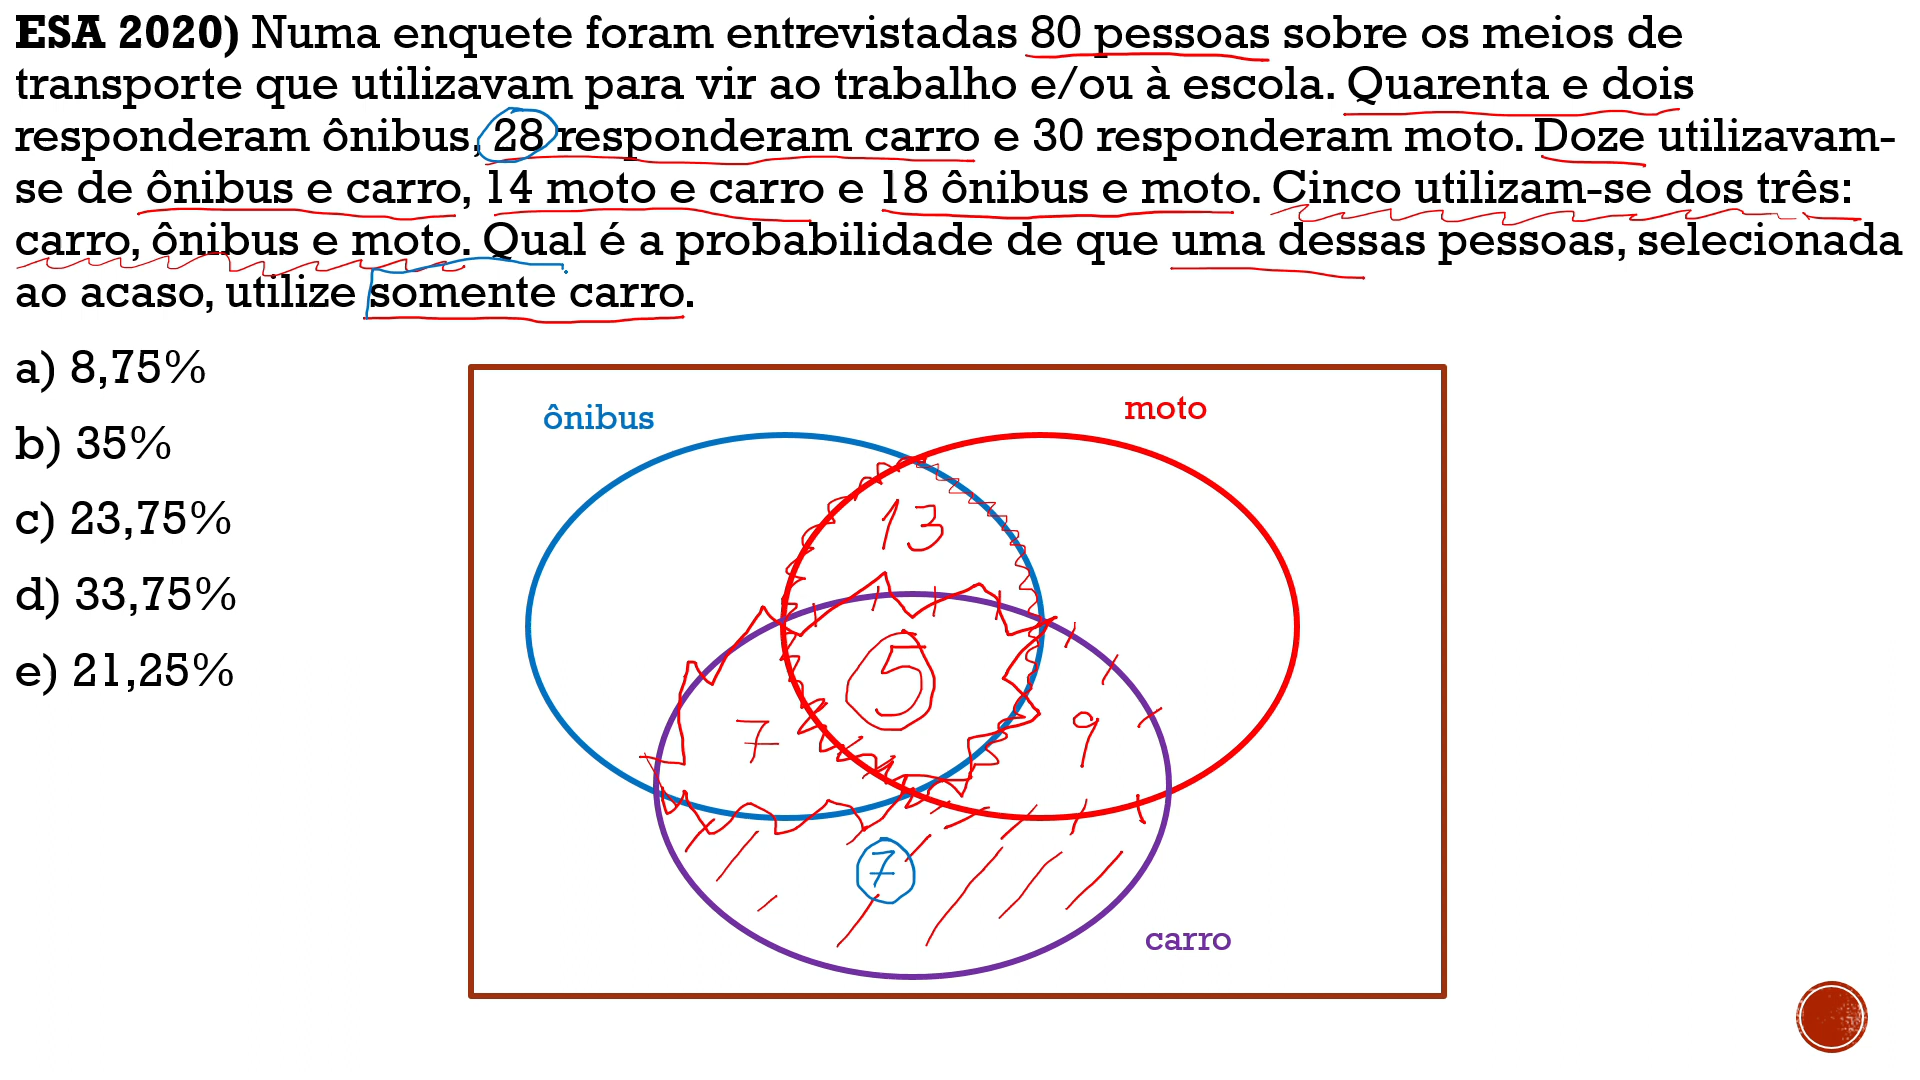 ESA 2020) Numa enquete foram entrevistadas 80 pessoas sobre os meios de
transporte que utilizavam para vir ao trabalho e/ou à escola. Quarenta e dois
responderam ônibus, 28 responderam carro e 30 responderam moto. Doze utilizavam-
se de ônibus e carro, 14 moto e carro e 18 ônibus e moto. Cinco utilizam-se dos três:
carro, ônibus e moto. Qual é a probabilidade de que uma dessas pessoas, selecionada
ao acaso, utilize somente carro.
a) 8,75%
b) 35%
c) 23,75%
d) 33,75%
e) 21,25%
ônibus
moto
13
5
7
9
7
carro